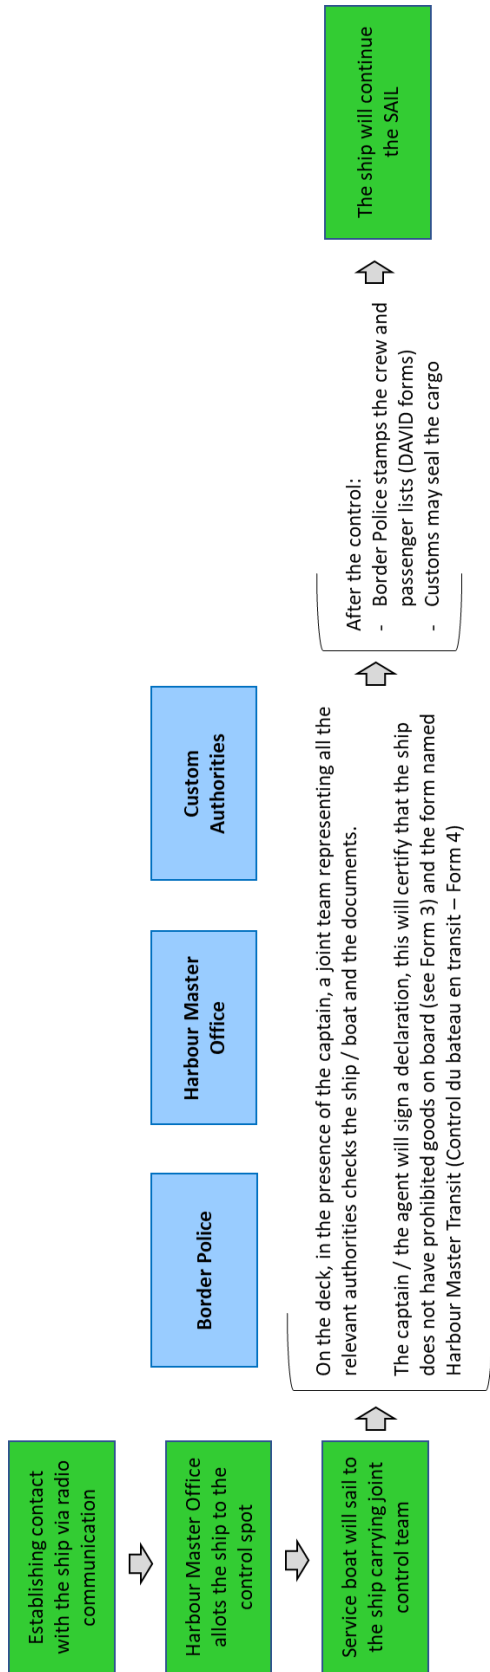 Establishing contact
with the ship via radio
communication
Harbour Master Office
allots the ship to the
control spot
Service boat will sail to
the ship carrying joint
control team
Border Police
Harbour Master
Office
Custom
Authorities
On the deck, in the presence of the captain, a joint team representing all the
relevant authorities checks the ship / boat and the documents.
The captain / the agent will sign a declaration, this will certify that the ship
does not have prohibited goods on board (see Form 3) and the form named
Harbour Master Transit (Control du bateau en transit – Form 4)
After the control:
- Border Police stamps the crew and
passenger lists (DAVID forms)
- Customs may seal the cargo
The ship will continue
the SAIL